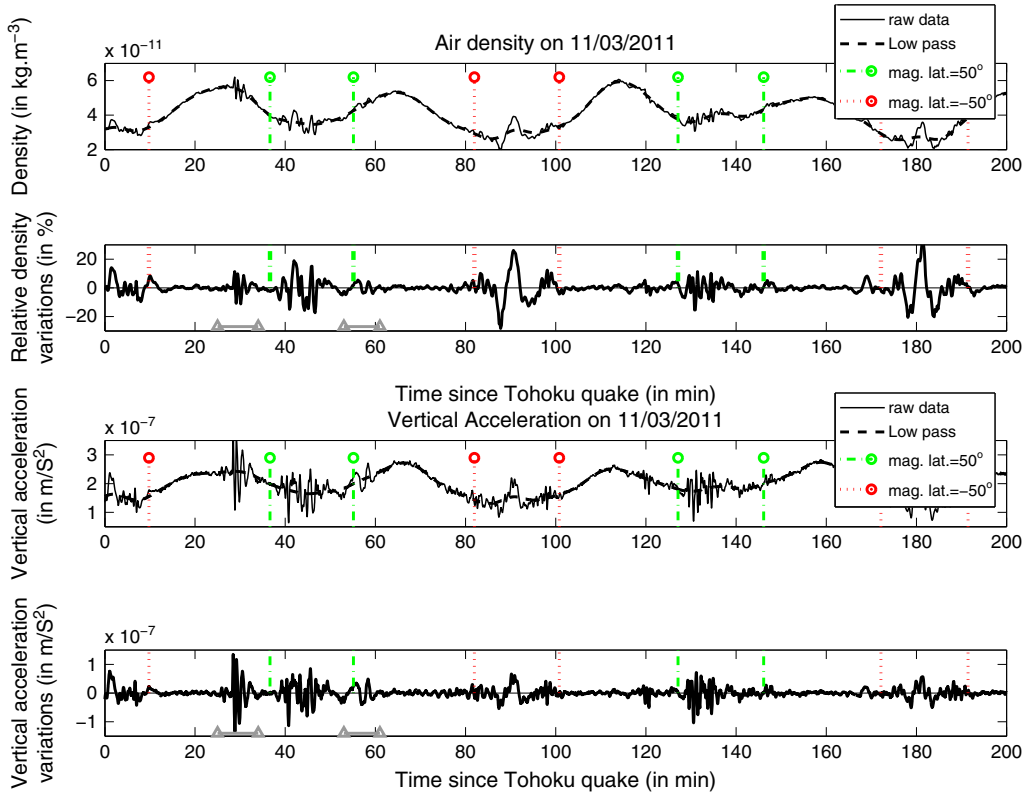 x 10⁻¹¹
Air density on 11/03/2011
Density (in kg.m⁻³)
6
4
2
0 20 40 60 80 100 120 140 160 180 200
raw data
Low pass
mag. lat.=50°
mag. lat.=−50°
Relative density
variations (in %)
20
0
−20
0 20 40 60 80 100 120 140 160 180 200
Time since Tohoku quake (in min)
Vertical Acceleration on 11/03/2011
x 10⁻⁷
Vertical acceleration
(in m/S²)
3
2
1
0 20 40 60 80 100 120 140 160 180 200
raw data
Low pass
mag. lat.=50°
mag. lat.=−50°
x 10⁻⁷
Vertical acceleration
variations (in m/S²)
1
0
−1
0 20 40 60 80 100 120 140 160 180 200
Time since Tohoku quake (in min)